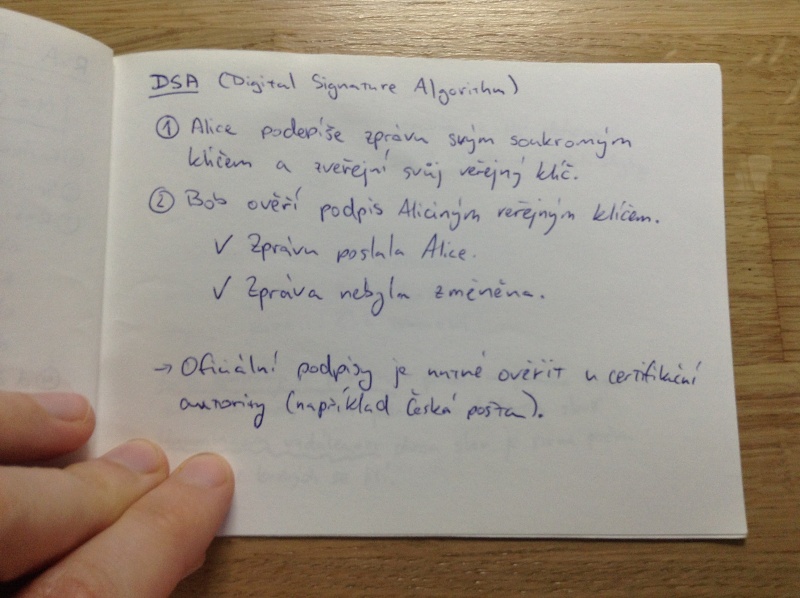 DSA (Digital Signature Algorithm)
① Alice podepíše zprávu svým soukromým
klíčem a zveřejní svůj veřejný klíč.
② Bob ověří podpis Aliciným veřejným klíčem.
✓ Zprávu poslala Alice.
✓ Zpráva nebyla změněna.
→ Oficiální podpisy je nutné ověřit u certifikační
autority (například Česká pošta).